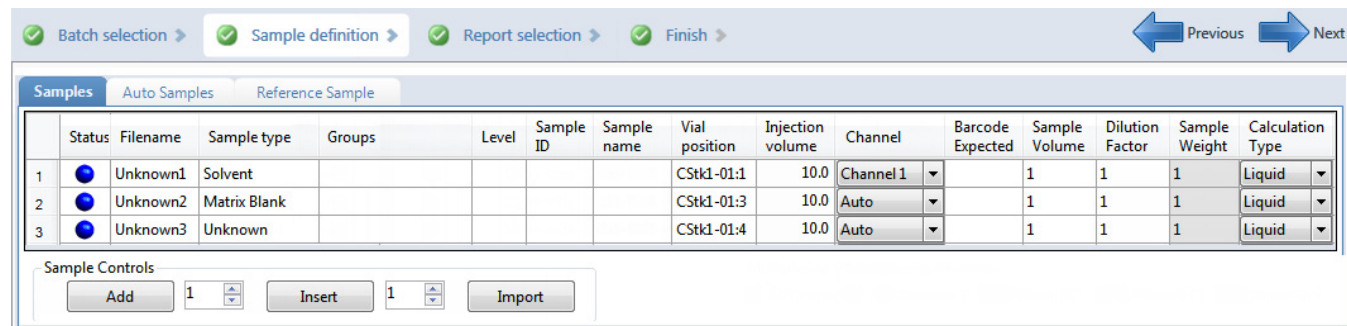 Batch selection Sample definition Report selection Finish Previous Next
Samples Auto Samples Reference Sample
Status Filename Sample type Groups Level Sample ID Sample name Vial position Injection volume Channel Barcode Expected Sample Volume Dilution Factor Sample Weight Calculation Type
1 Unknown1 Solvent CStk1-01:1 10.0 Channel 1 1 1 1 Liquid
2 Unknown2 Matrix Blank CStk1-01:3 10.0 Auto 1 1 1 Liquid
3 Unknown3 Unknown CStk1-01:4 10.0 Auto 1 1 1 Liquid
Sample Controls
Add 1 Insert 1 Import